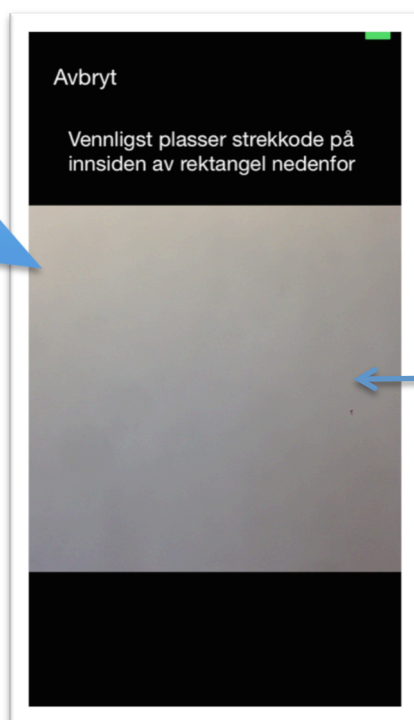 Avbryt
Vennligst plasser strekkode på
innsiden av rektangel nedenfor